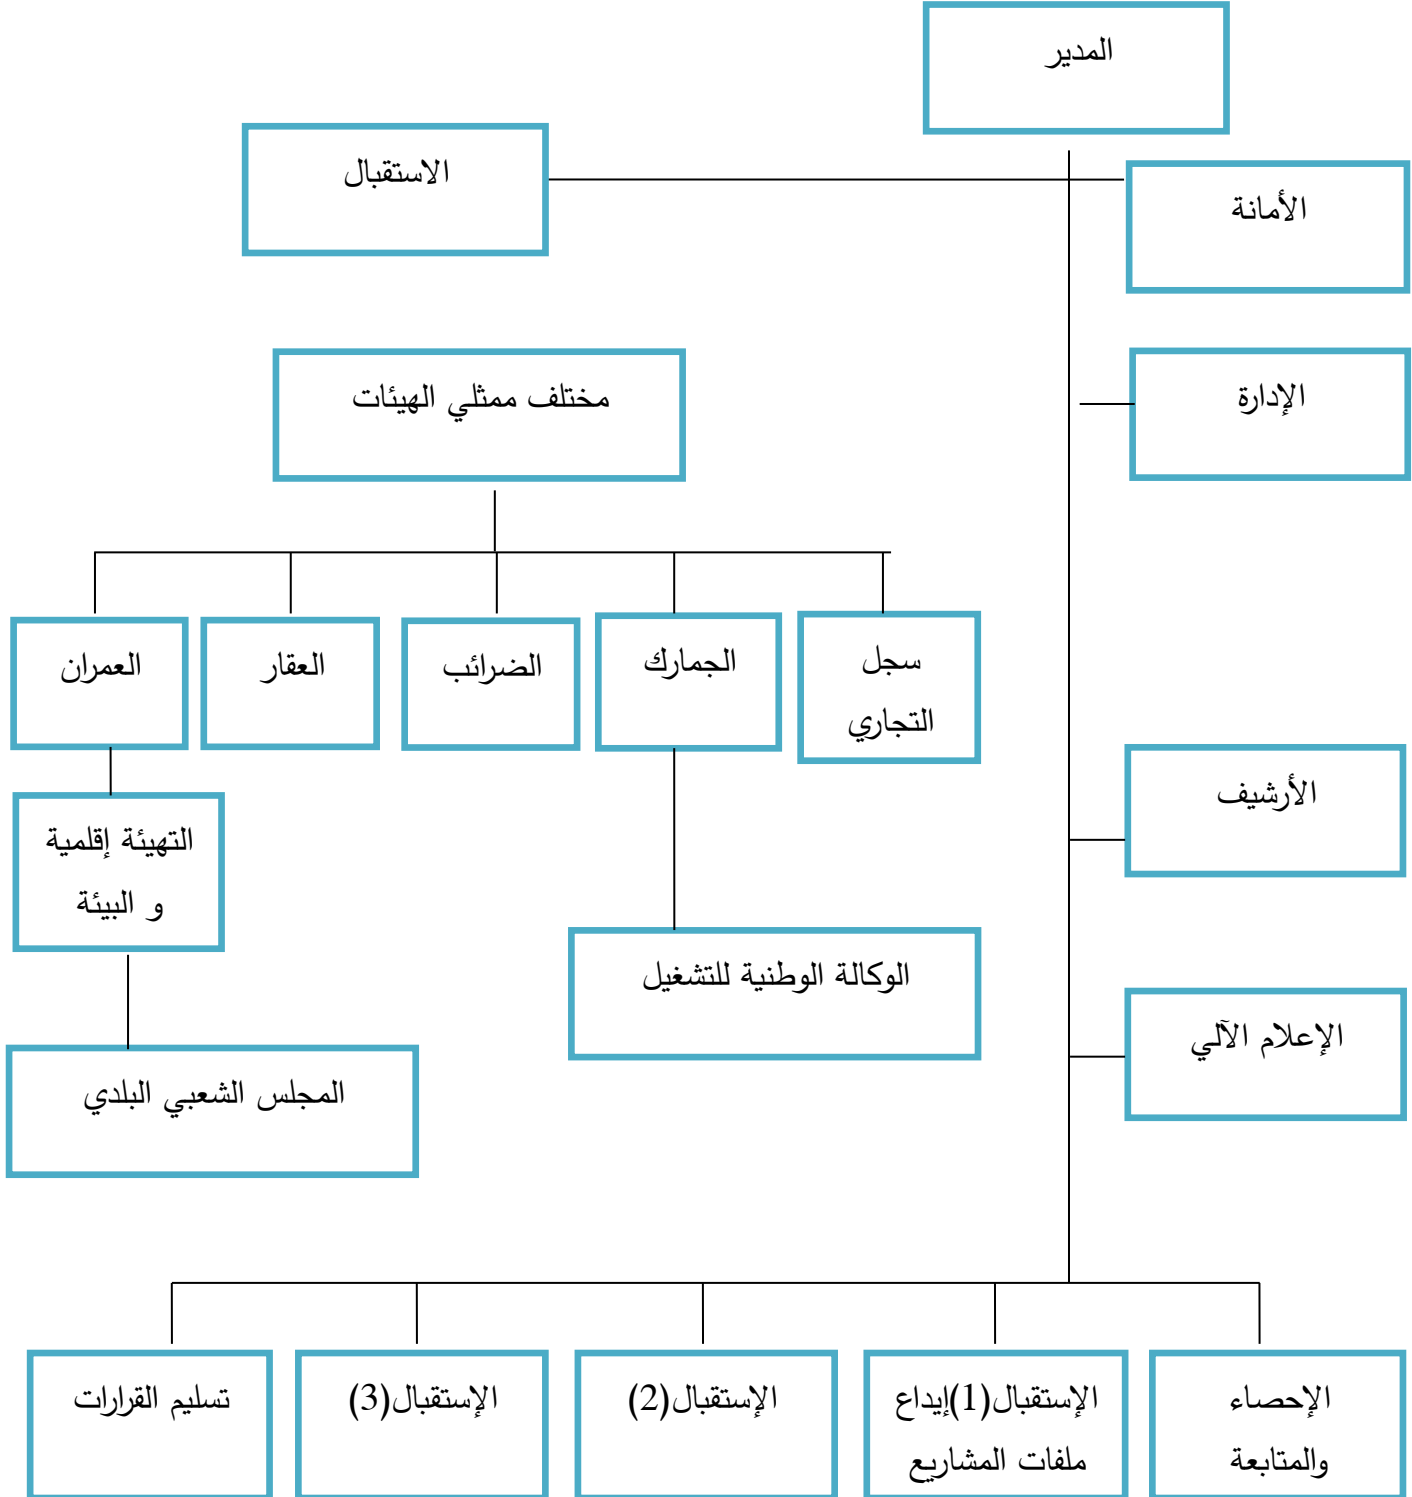 المدير
الاستقبال
الأمانة
مختلف ممثلي الهيئات
الإدارة
سجل
التجاري
الجمارك
الضرائب
العقار
العمران
الأرشيف
التهيئة إقلمية
و البيئة
الوكالة الوطنية للتشغيل
الإعلام الآلي
المجلس الشعبي البلدي
الإحصاء
والمتابعة
الإستقبال(1)إيداع
ملفات المشاريع
الإستقبال(2)
الإستقبال(3)
تسليم القرارات